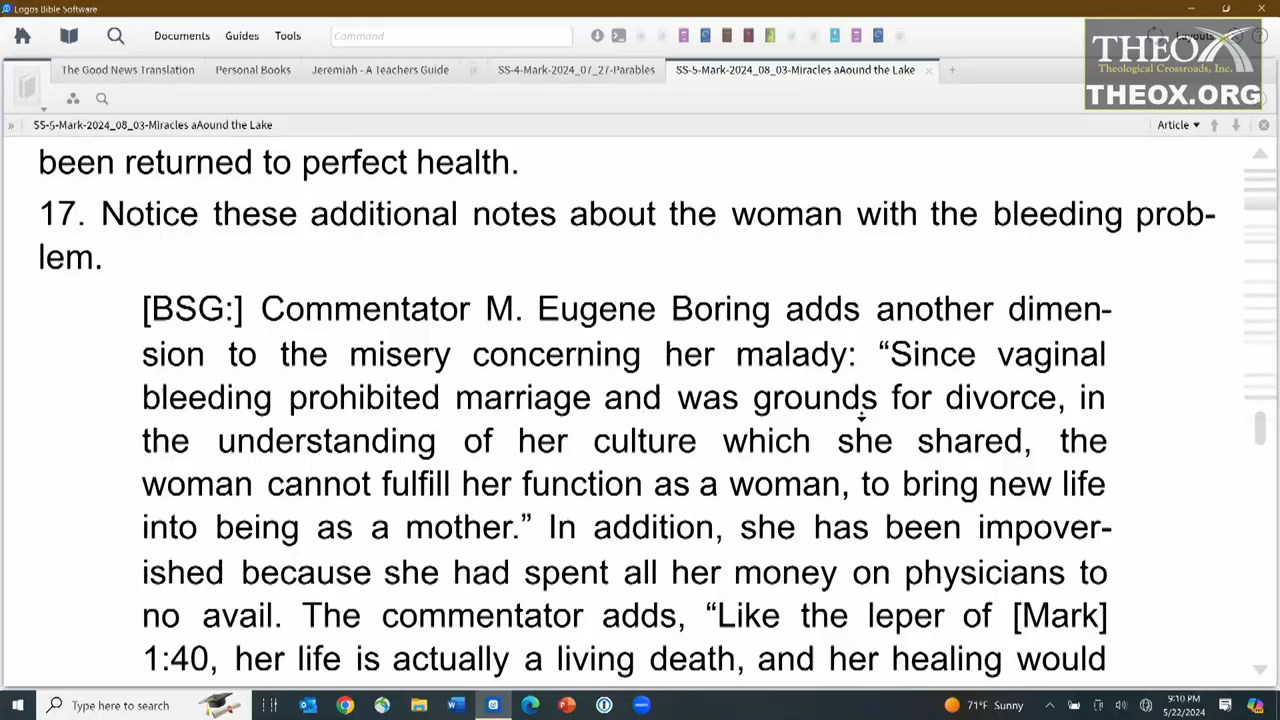 Logos Bible Software
Documents Guides Tools Command Layouts
THEOX
Theological Crossroads, Inc.
THEOX.ORG
The Good News Translation Personal Books Jeremiah - A Teachers 4-Mark-2024_07_27-Parables SS-5-Mark-2024_08_03-Miracles aAound the Lake
» SS-5-Mark-2024_08_03-Miracles aAound the Lake Article
been returned to perfect health.
17. Notice these additional notes about the woman with the bleeding prob-
lem.
[BSG:] Commentator M. Eugene Boring adds another dimen-
sion to the misery concerning her malady: “Since vaginal
bleeding prohibited marriage and was grounds for divorce, in
the understanding of her culture which she shared, the
woman cannot fulfill her function as a woman, to bring new life
into being as a mother.” In addition, she has been impover-
ished because she had spent all her money on physicians to
no avail. The commentator adds, “Like the leper of [Mark]
1:40, her life is actually a living death, and her healing would
Type here to search 71°F Sunny 9:10 PM
5/22/2024